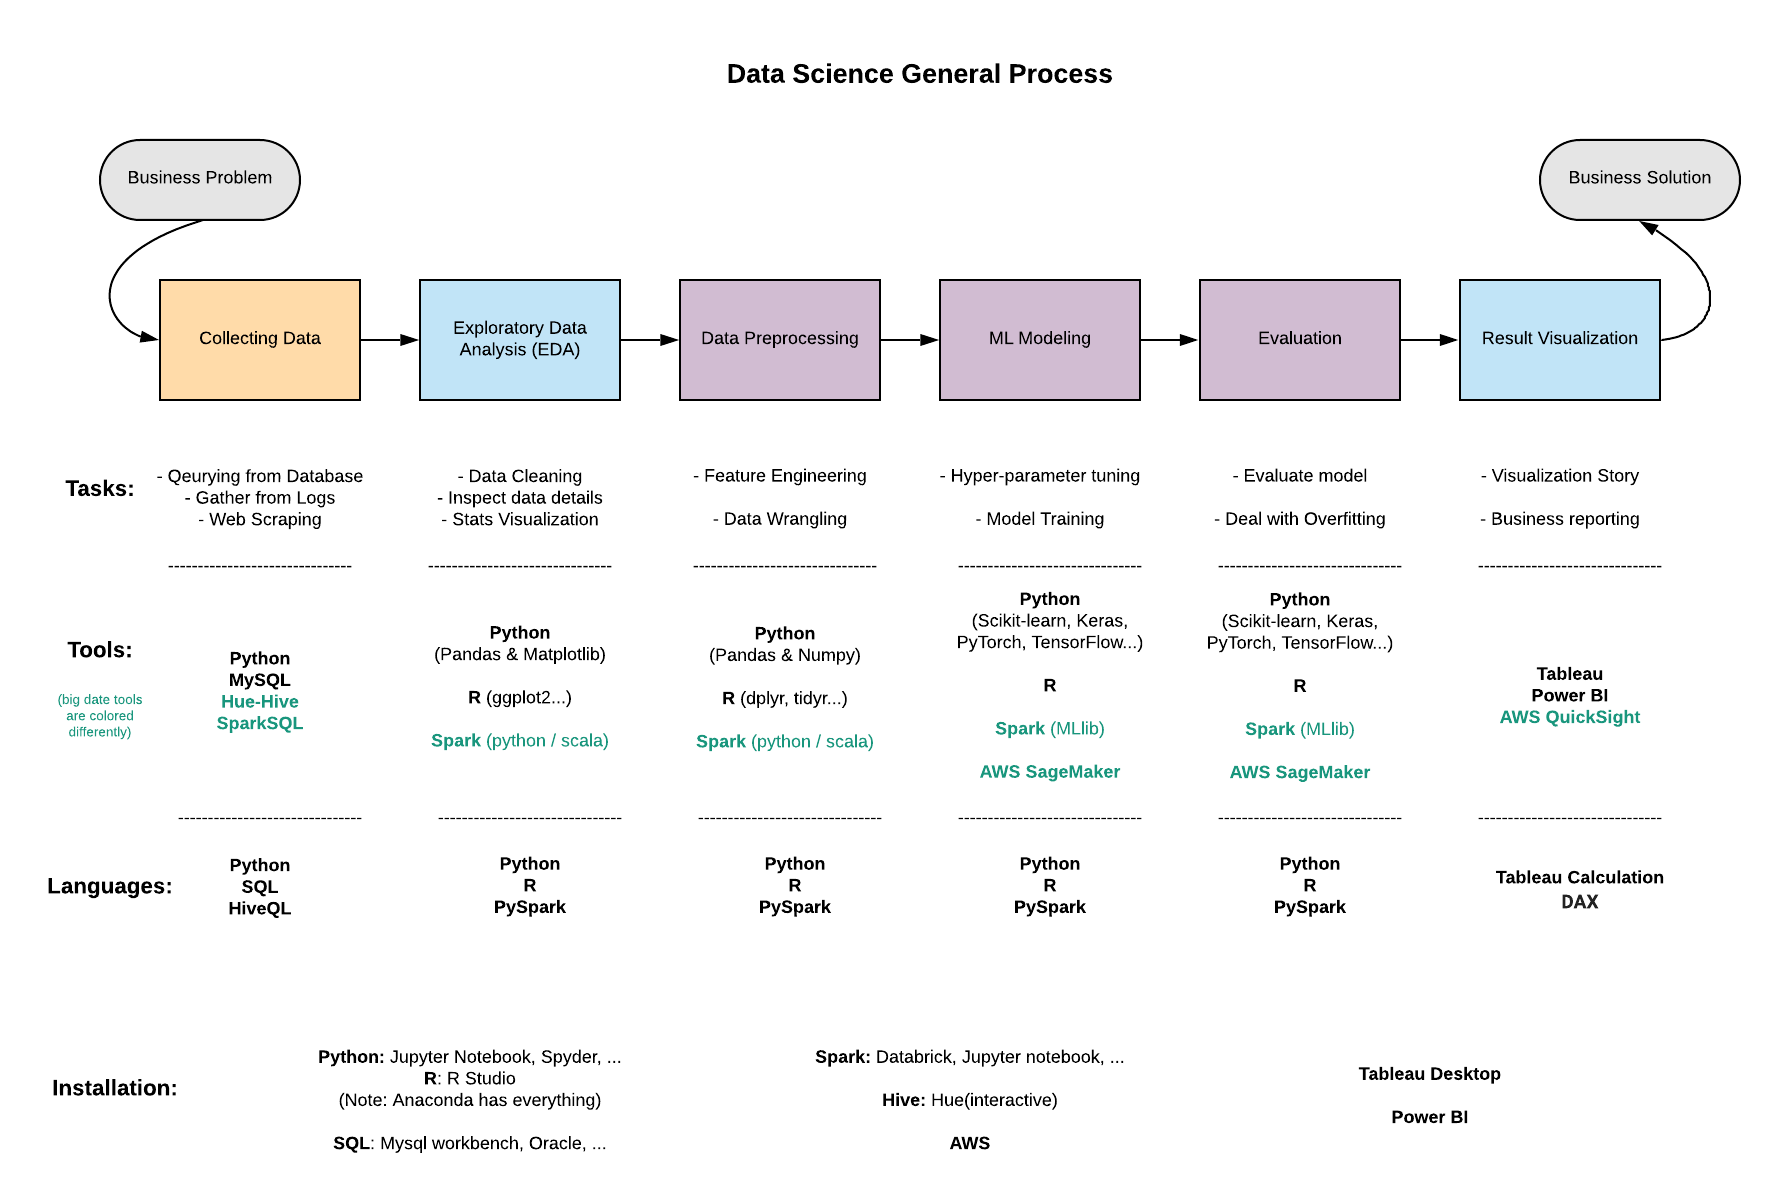 Data Science General Process
Business Problem
Business Solution
Collecting Data
Exploratory Data
Analysis (EDA)
Data Preprocessing
ML Modeling
Evaluation
Result Visualization
Tasks:
- Qeurying from Database
- Gather from Logs
- Web Scraping
- Data Cleaning
- Inspect data details
- Stats Visualization
- Feature Engineering
- Data Wrangling
- Hyper-parameter tuning
- Model Training
- Evaluate model
- Deal with Overfitting
- Visualization Story
- Business reporting
-------------------------------
-------------------------------
-------------------------------
-------------------------------
-------------------------------
-------------------------------
Tools:
(big date tools
are colored
differently)
Python
MySQL
Hue-Hive
SparkSQL
Python
(Pandas & Matplotlib)
R (ggplot2...)
Spark (python / scala)
Python
(Pandas & Numpy)
R (dplyr, tidyr...)
Spark (python / scala)
Python
(Scikit-learn, Keras,
PyTorch, TensorFlow...)
R
Spark (MLlib)
AWS SageMaker
Python
(Scikit-learn, Keras,
PyTorch, TensorFlow...)
R
Spark (MLlib)
AWS SageMaker
Tableau
Power BI
AWS QuickSight
-------------------------------
-------------------------------
-------------------------------
-------------------------------
-------------------------------
-------------------------------
Languages:
Python
SQL
HiveQL
Python
R
PySpark
Python
R
PySpark
Python
R
PySpark
Python
R
PySpark
Tableau Calculation
DAX
Installation:
Python: Jupyter Notebook, Spyder, ...
R: R Studio
(Note: Anaconda has everything)
SQL: Mysql workbench, Oracle, ...
Spark: Databrick, Jupyter notebook, ...
Hive: Hue(interactive)
AWS
Tableau Desktop
Power BI